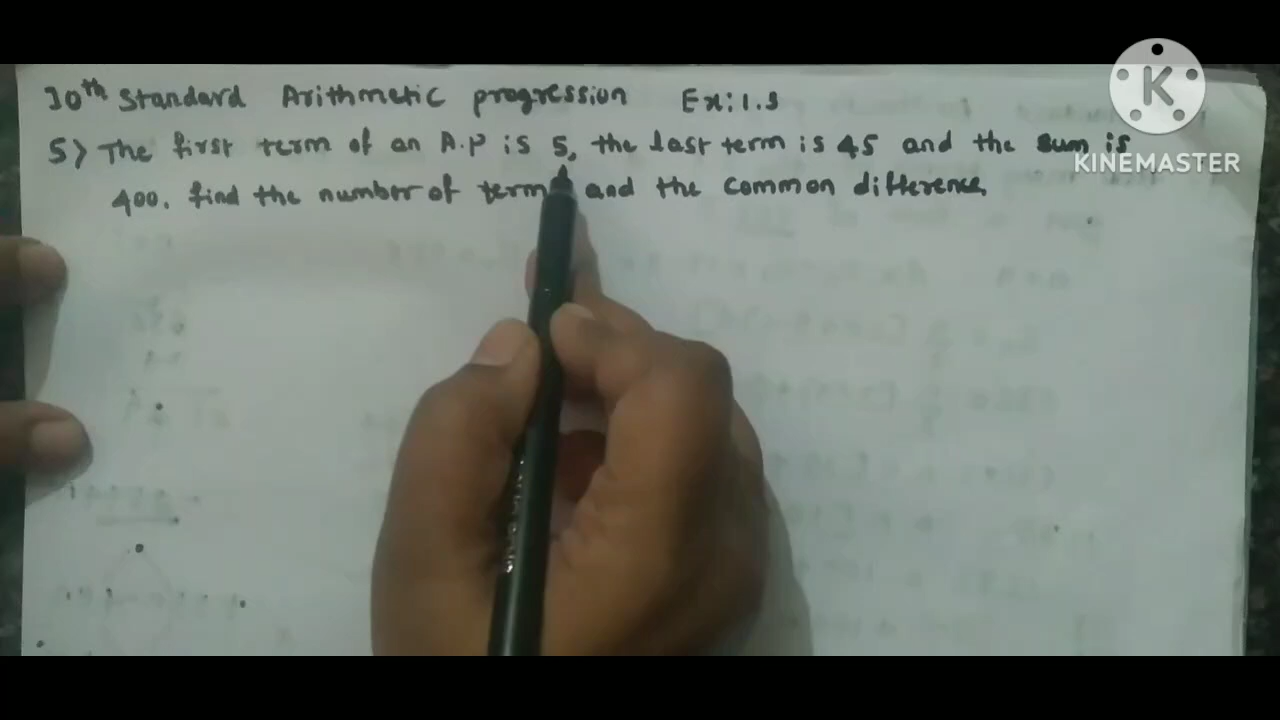 10th Standard Arithmetic progression Ex: 1.3
5) The first term of an A.P is 5, the last term is 45 and the sum is
400. find the number of term and the common difference.
K
KINEMASTER